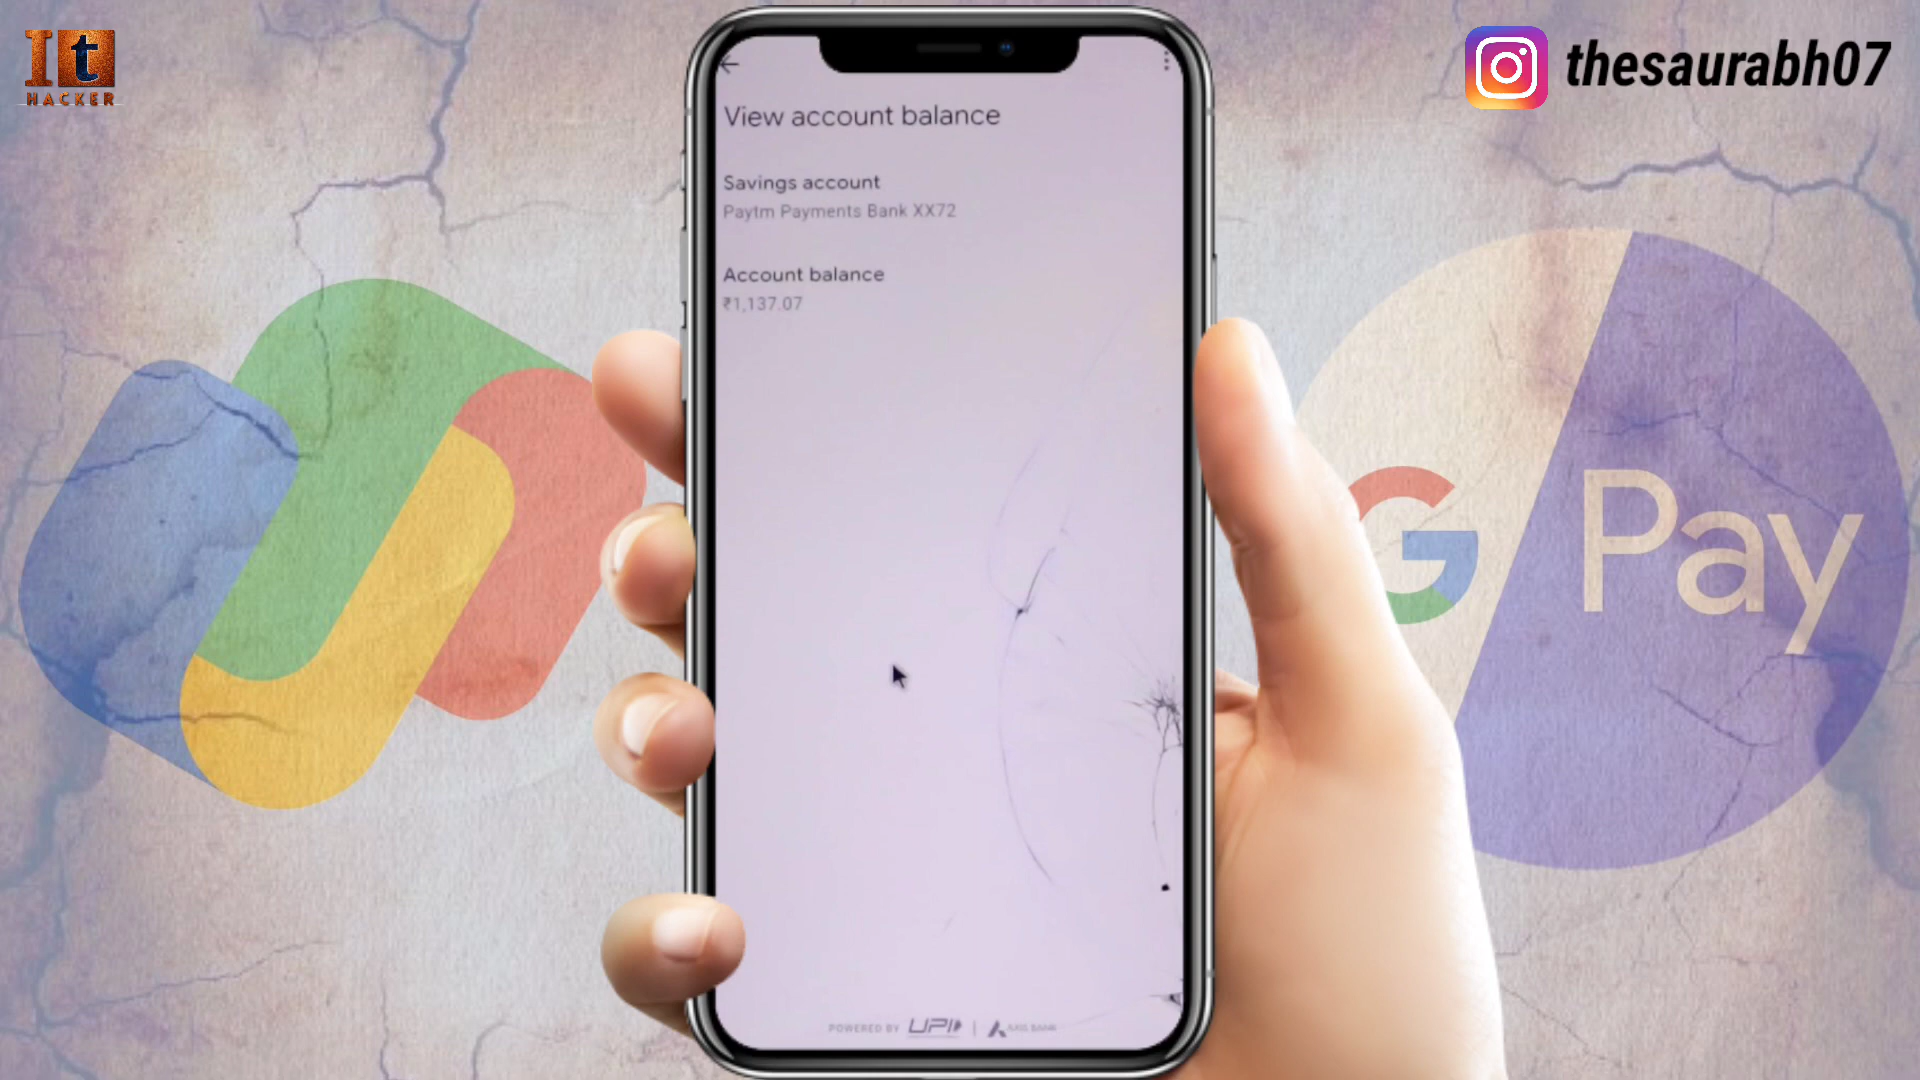 It
HACKER
thesaurabh07
View account balance
Savings account
Paytm Payments Bank XX72
Account balance
₹1,137.07
G Pay
POWERED BY UPI | AXIS BANK